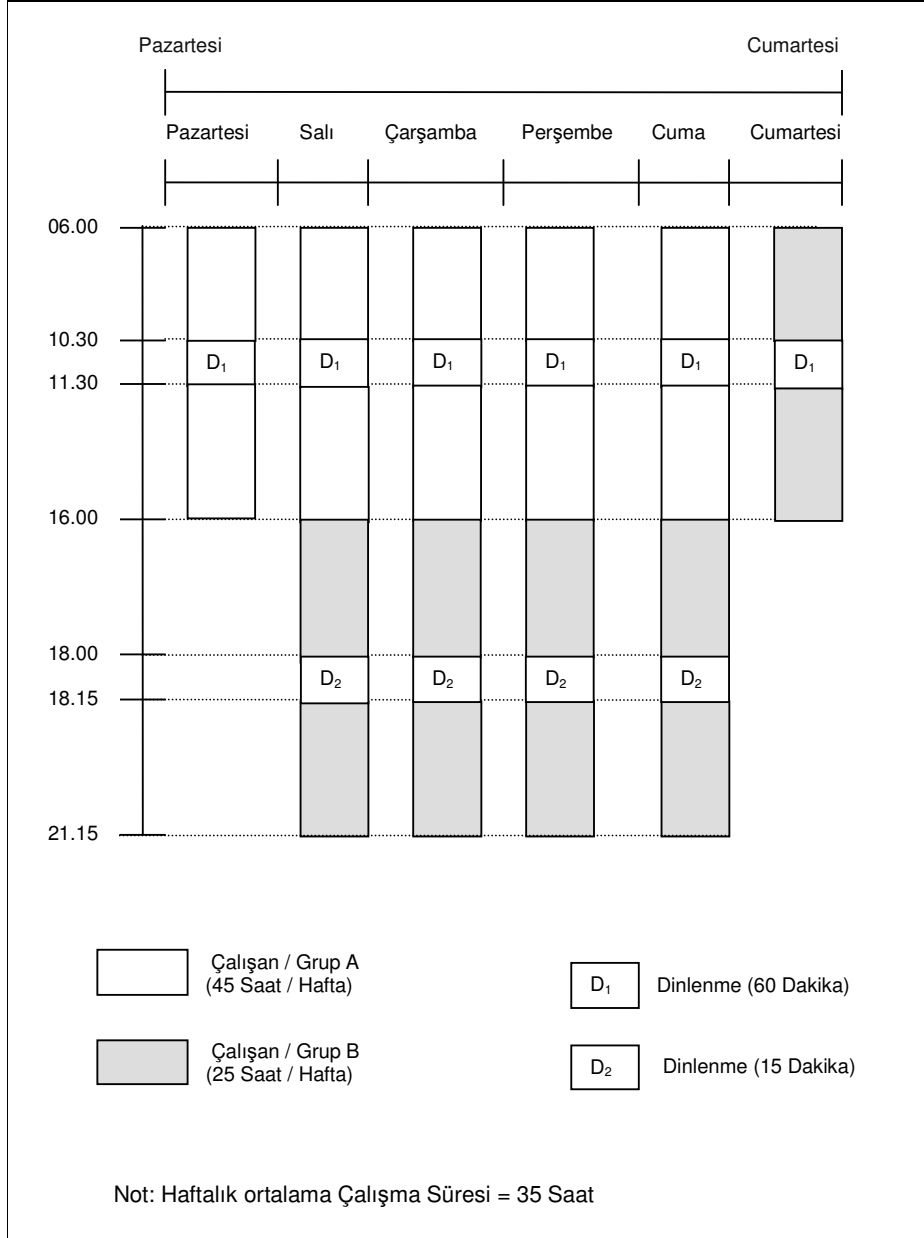 Pazartesi Cumartesi
Pazartesi Salı Çarşamba Perşembe Cuma Cumartesi
06.00
10.30
D₁ D₁ D₁ D₁ D₁ D₁
11.30
16.00
18.00
D₂ D₂ D₂ D₂
18.15
21.15
Çalışan / Grup A
(45 Saat / Hafta)
D₁ Dinlenme (60 Dakika)
Çalışan / Grup B
(25 Saat / Hafta)
D₂ Dinlenme (15 Dakika)
Not: Haftalık ortalama Çalışma Süresi = 35 Saat